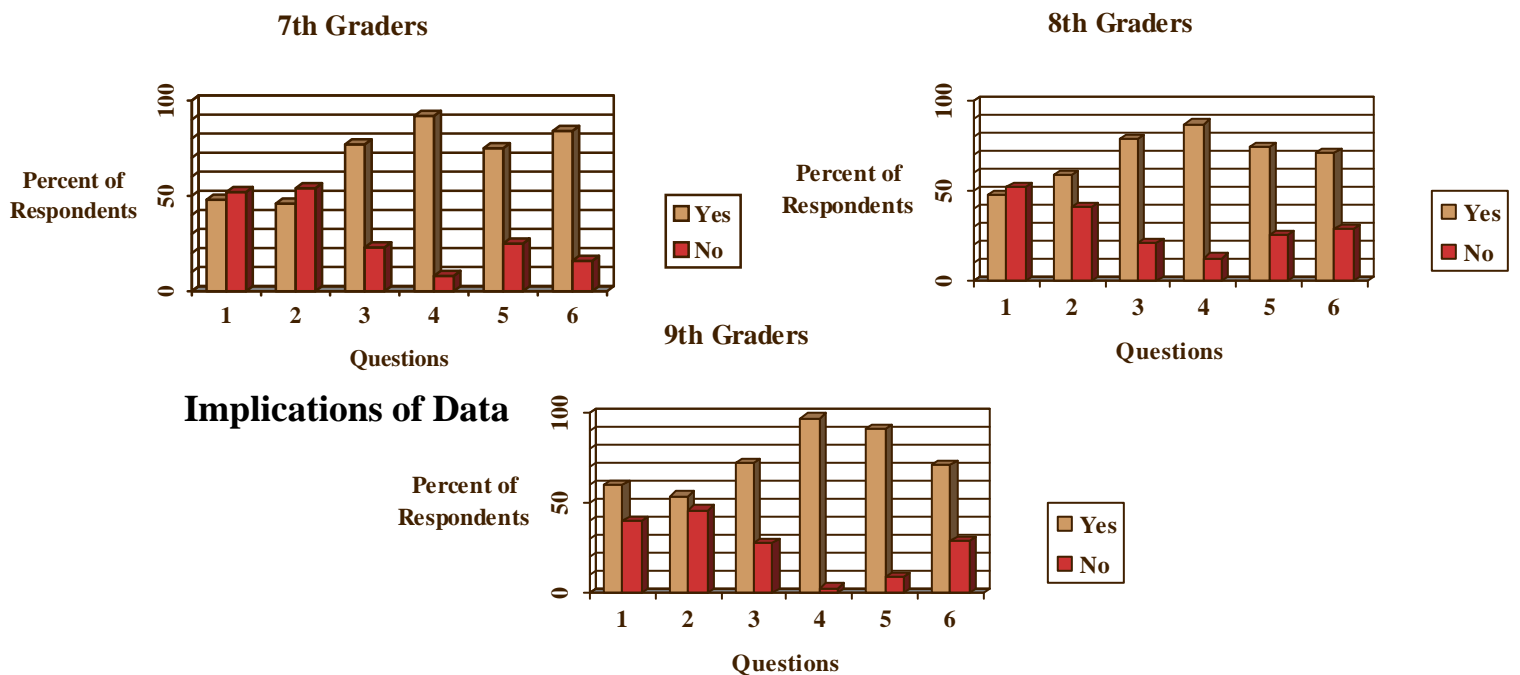 7th Graders
100
50
0
Percent of
Respondents
Yes
No
1 2 3 4 5 6
Questions
8th Graders
100
50
0
Percent of
Respondents
Yes
No
1 2 3 4 5 6
Questions
9th Graders
Implications of Data
100
50
0
Percent of
Respondents
Yes
No
1 2 3 4 5 6
Questions